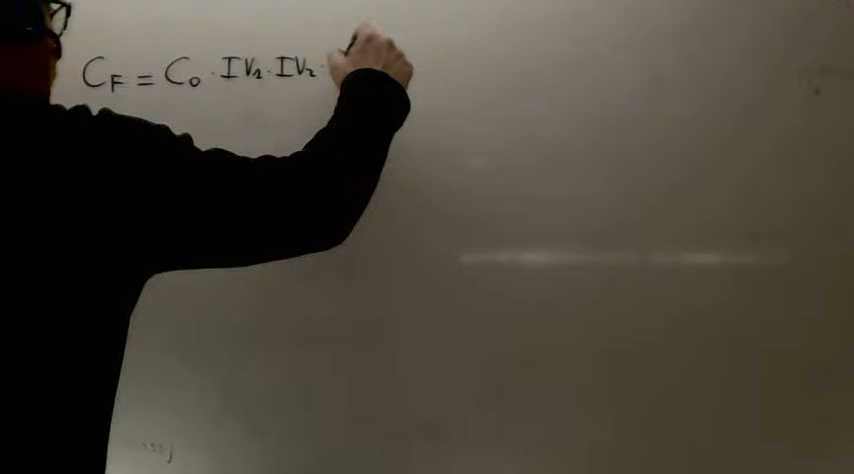 C_F = C_0 · IV_1 · IV_2 ·